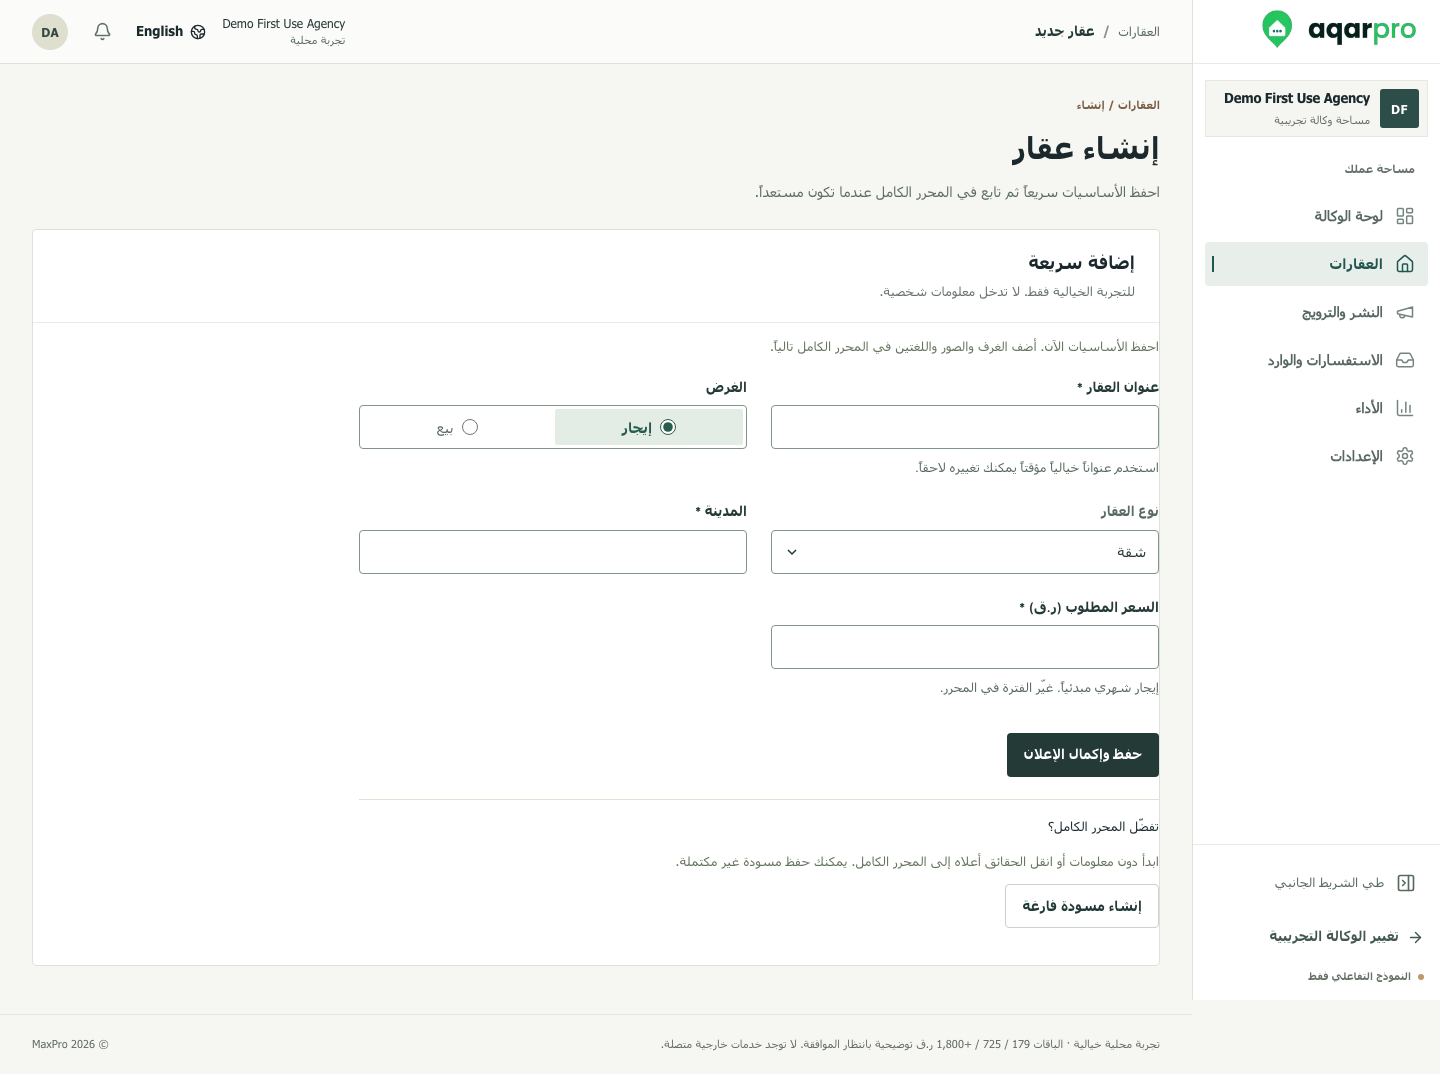 aqarpro
العقارات / عقار جديد
Demo First Use Agency
تجربة محلية
English
DA
DF
Demo First Use Agency
مساحة وكالة تجريبية
مساحة عملك
لوحة الوكالة
العقارات
النشر والترويج
الاستفسارات والوارد
الأداء
الإعدادات
طي الشريط الجانبي
تغيير الوكالة التجريبية
النموذج التفاعلي فقط
العقارات / إنشاء
إنشاء عقار
احفظ الأساسيات سريعاً ثم تابع في المحرر الكامل عندما تكون مستعداً.
إضافة سريعة
للتجربة الخيالية فقط. لا تدخل معلومات شخصية.
احفظ الأساسيات الآن. أضف الغرف والصور واللغتين في المحرر الكامل تالياً.
عنوان العقار *
الغرض
إيجار
بيع
استخدم عنواناً خيالياً مؤقتاً يمكنك تغييره لاحقاً.
نوع العقار
المدينة *
شقة
السعر المطلوب (ر.ق) *
إيجار شهري مبدئياً. غيّر الفترة في المحرر.
حفظ وإكمال الإعلان
تفضّل المحرر الكامل؟
ابدأ دون معلومات أو انقل الحقائق أعلاه إلى المحرر الكامل. يمكنك حفظ مسودة غير مكتملة.
إنشاء مسودة فارغة
تجربة محلية خيالية · الباقات 179 / 725 / +1,800 ر.ق توضيحية بانتظار الموافقة. لا توجد خدمات خارجية متصلة.
© 2026 MaxPro